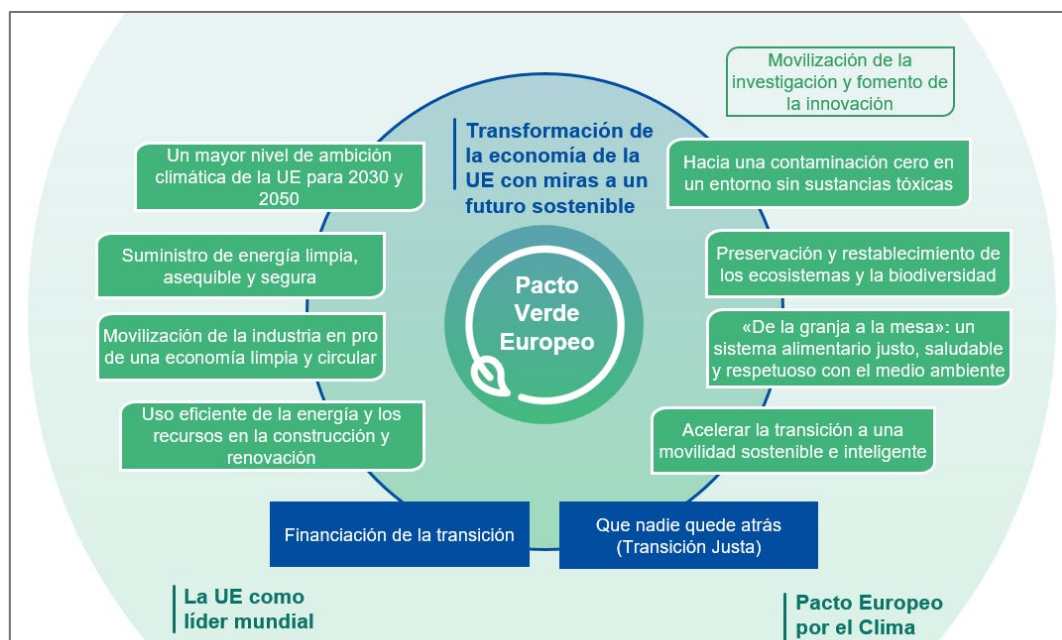 Movilización de la
investigación y fomento de
la innovación
Transformación de
la economía de la
UE con miras a un
futuro sostenible
Un mayor nivel de ambición
climática de la UE para 2030 y
2050
Hacia una contaminación cero en
un entorno sin sustancias tóxicas
Suministro de energía limpia,
asequible y segura
Preservación y restablecimiento de
los ecosistemas y la biodiversidad
Pacto
Verde
Europeo
Movilización de la industria en pro
de una economía limpia y circular
«De la granja a la mesa»: un
sistema alimentario justo, saludable
y respetuoso con el medio ambiente
Uso eficiente de la energía y los
recursos en la construcción y
renovación
Acelerar la transición a una
movilidad sostenible e inteligente
Financiación de la transición
Que nadie quede atrás
(Transición Justa)
La UE como
líder mundial
Pacto Europeo
por el Clima